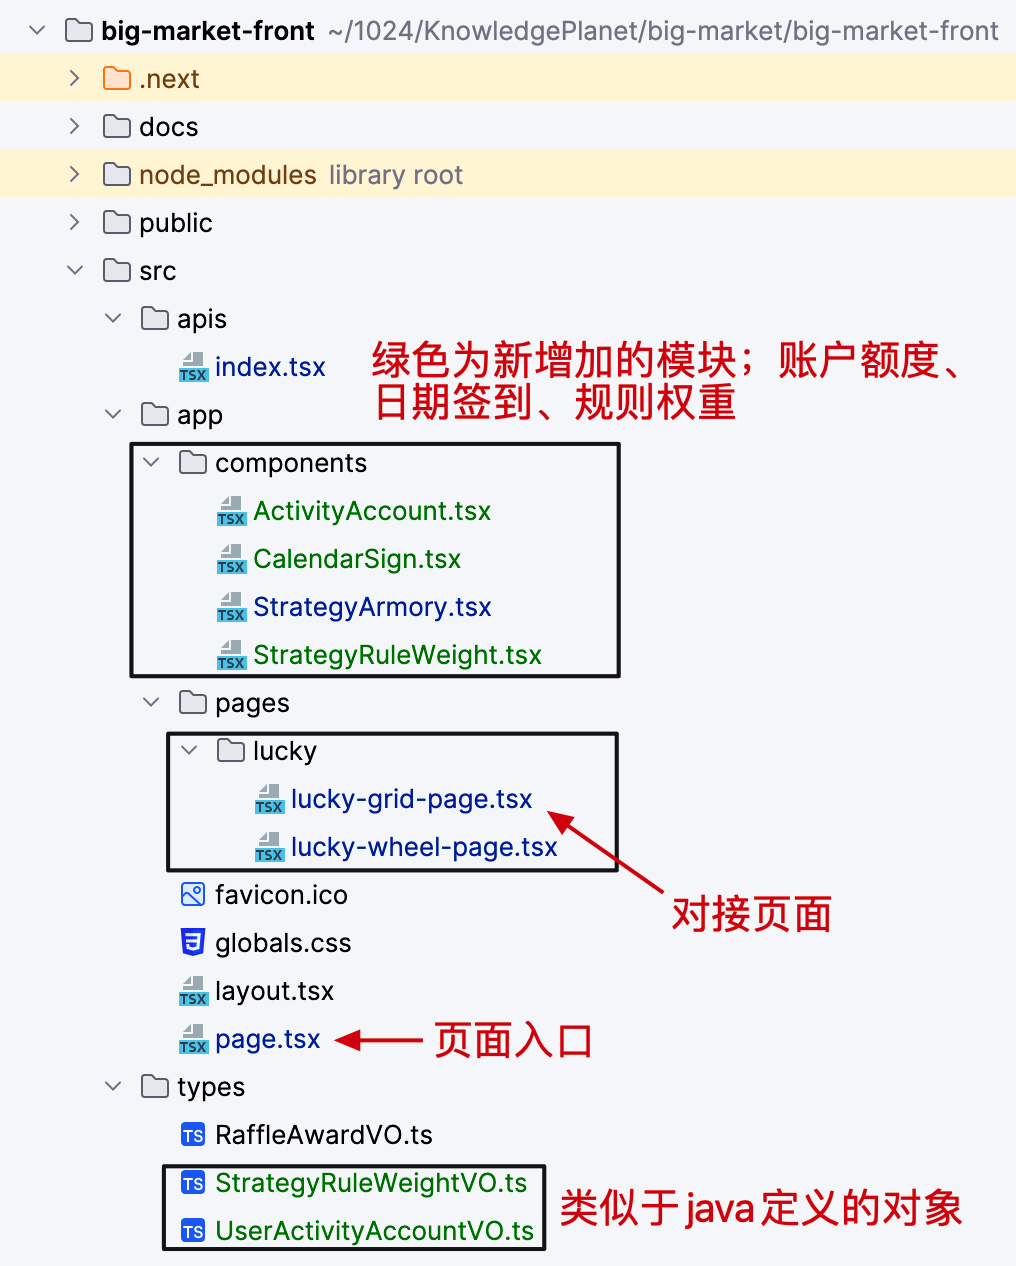 big-market-front ~/1024/KnowledgePlanet/big-market/big-market-front
.next
docs
node_modules library root
public
src
apis
TSX index.tsx
绿色为新增加的模块；账户额度、
日期签到、规则权重
app
components
TSX ActivityAccount.tsx
TSX CalendarSign.tsx
TSX StrategyArmory.tsx
TSX StrategyRuleWeight.tsx
pages
lucky
TSX lucky-grid-page.tsx
TSX lucky-wheel-page.tsx
对接页面
favicon.ico
globals.css
TSX layout.tsx
TSX page.tsx 页面入口
types
TS RaffleAwardVO.ts
TS StrategyRuleWeightVO.ts
TS UserActivityAccountVO.ts
类似于java定义的对象